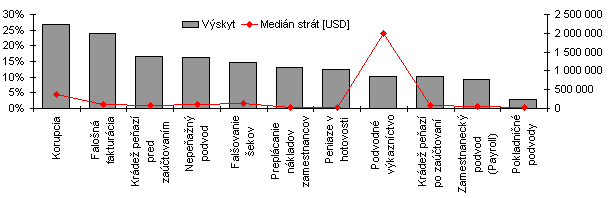 30%
25%
20%
15%
10%
5%
0%
Výskyt
Medián strát [USD]
2 500 000
2 000 000
1 500 000
1 000 000
500 000
0
Korupcia
Falošná
fakturácia
Krádež peňazí
pred
zaúčtovaním
Nepeňažný
podvod
Falšovanie
šekov
Preplácanie
nákladov
zamestnancov
Peniaze v
hotovosti
Podvodné
výkazníctvo
Krádež peňazí
po zaúčtovaní
Zamestnanecký
podvod
(Payroll)
Pokladničné
podvody